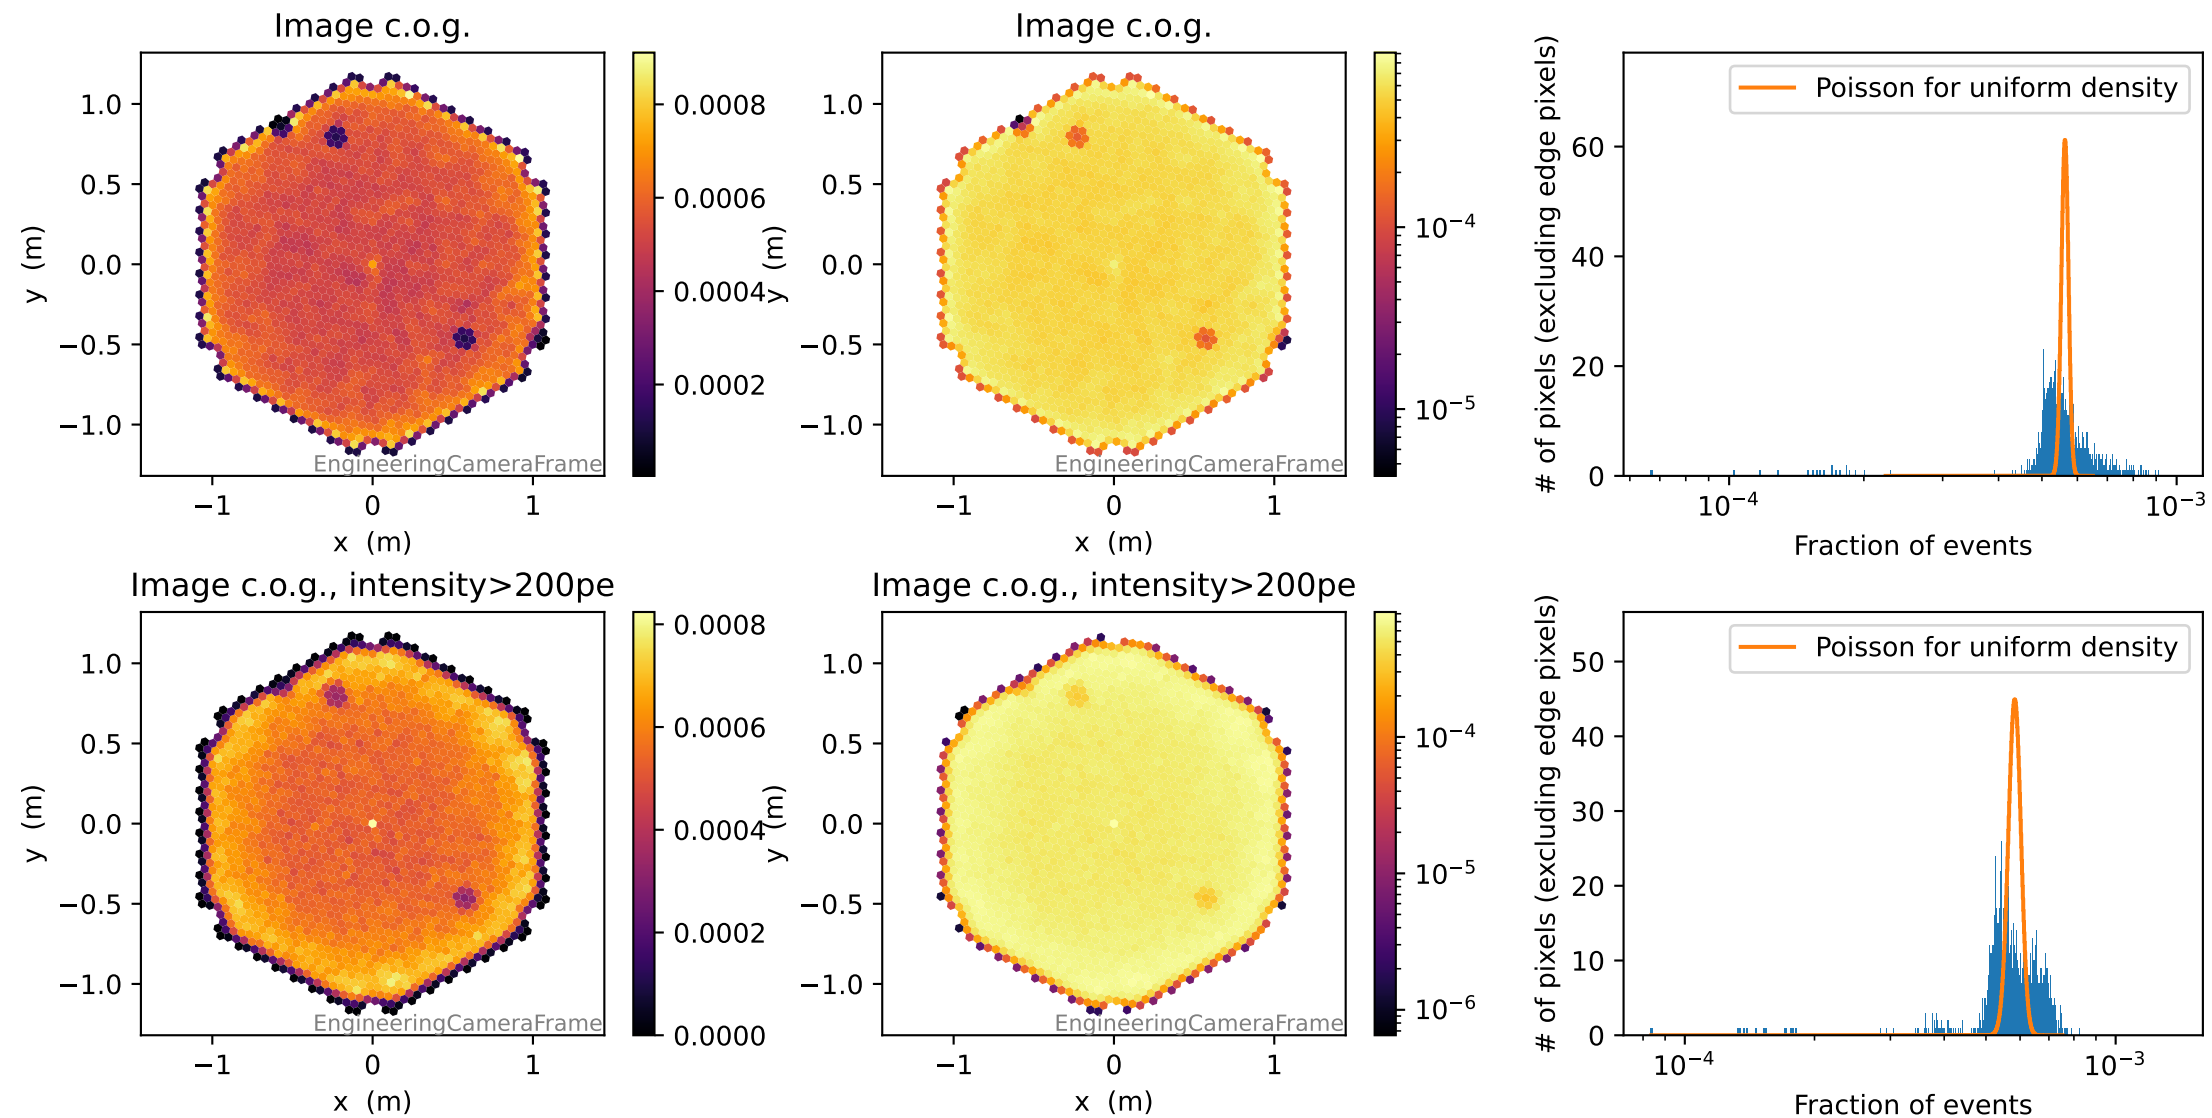 Image c.o.g.
1.0
0.5
0.0
−0.5
−1.0
y (m)
−1
0
1
x (m)
EngineeringCameraFrame
0.0008
0.0006
0.0004
0.0002
Image c.o.g.
1.0
0.5
0.0
−0.5
−1.0
y (m)
−1
0
1
x (m)
EngineeringCameraFrame
10−4
10−5
Poisson for uniform density
# of pixels (excluding edge pixels)
60
40
20
0
10−4
10−3
Fraction of events
Image c.o.g., intensity>200pe
1.0
0.5
0.0
−0.5
−1.0
y (m)
−1
0
1
x (m)
EngineeringCameraFrame
0.0008
0.0006
0.0004
0.0002
0.0000
Image c.o.g., intensity>200pe
1.0
0.5
0.0
−0.5
−1.0
y (m)
−1
0
1
x (m)
EngineeringCameraFrame
10−4
10−5
10−6
Poisson for uniform density
# of pixels (excluding edge pixels)
50
40
30
20
10
0
10−4
10−3
Fraction of events